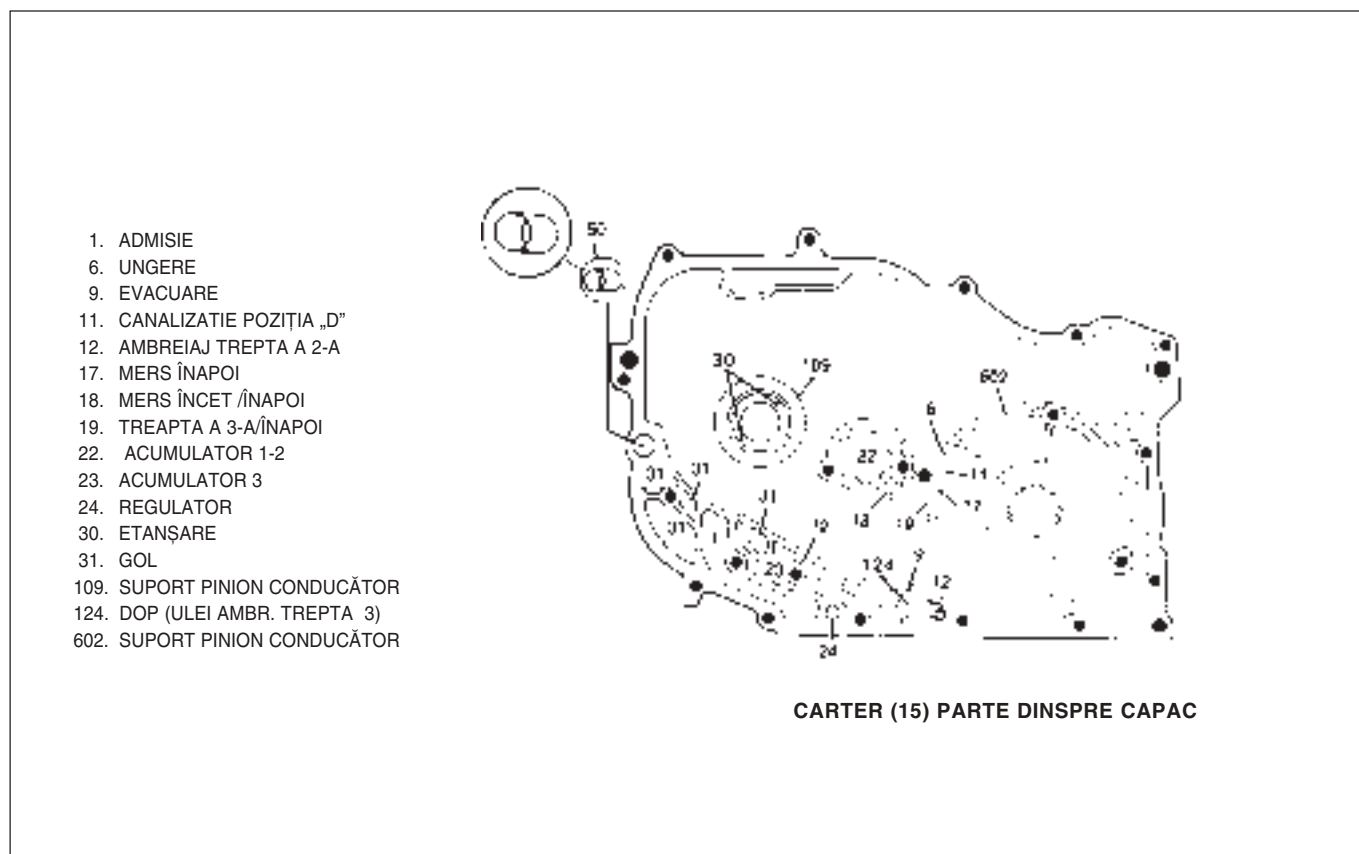 1. ADMISIE
6. UNGERE
9. EVACUARE
11. CANALIZATIE POZIȚIA „D”
12. AMBREIAJ TREPTA A 2-A
17. MERS ÎNAPOI
18. MERS ÎNCET /ÎNAPOI
19. TREAPTA A 3-A/ÎNAPOI
22. ACUMULATOR 1-2
23. ACUMULATOR 3
24. REGULATOR
30. ETANȘARE
31. GOL
109. SUPORT PINION CONDUCĂTOR
124. DOP (ULEI AMBR. TREPTA 3)
602. SUPORT PINION CONDUCĂTOR
50
30
109
602
6
22
11
31
31
18
17
31
19
124
9
12
24
CARTER (15) PARTE DINSPRE CAPAC